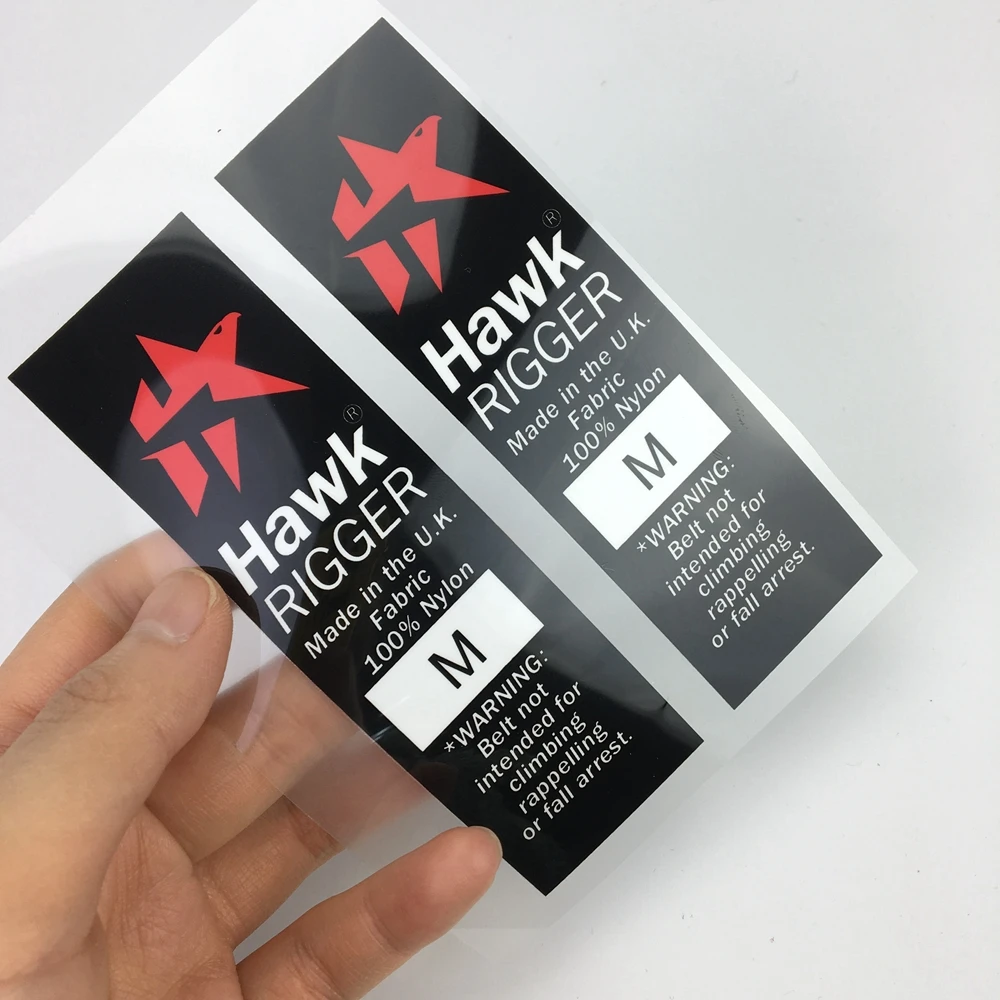 Hawk®
RIGGER
Made in the U.K.
Fabric
100% Nylon
M
*WARNING:
Belt not
intended for
climbing
rappelling
or fall arrest.
Hawk®
RIGGER
Made in the U.K.
Fabric
100% Nylon
M
*WARNING:
Belt not
intended for
climbing
rappelling
or fall arrest.